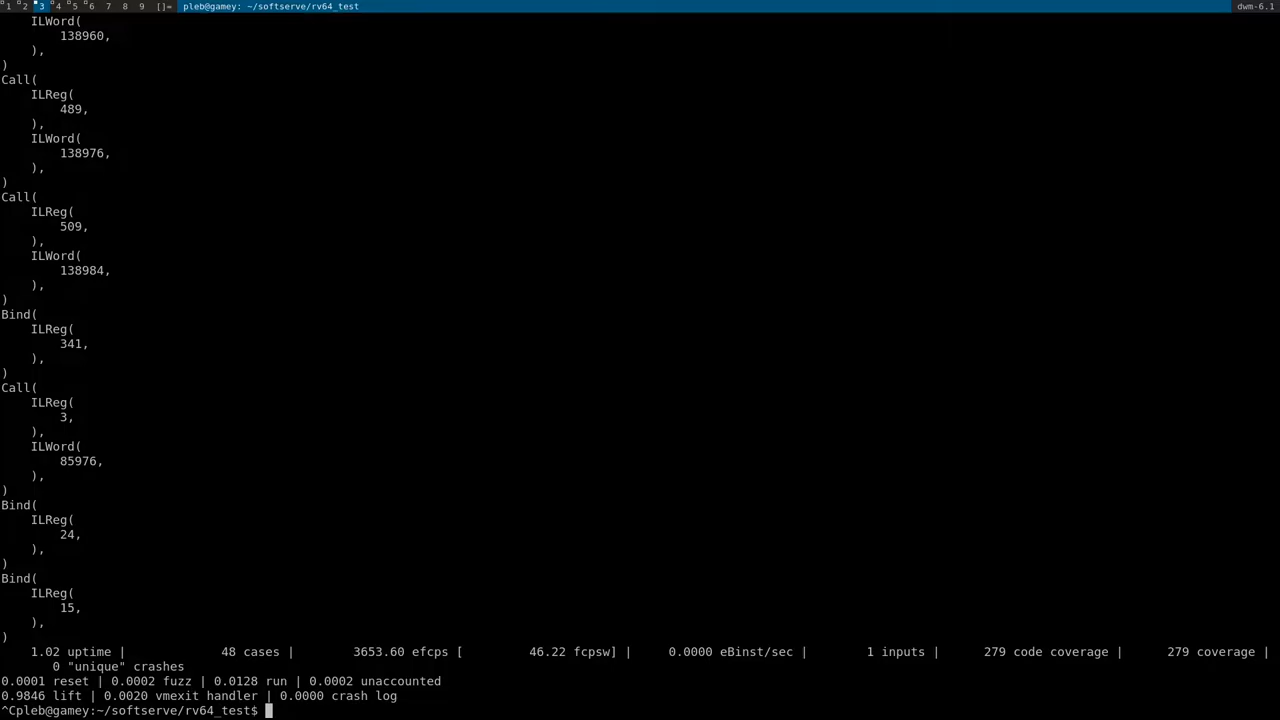 1 2 3 4 5 6 7 8 9 []= pleb@gamey: ~/softserve/rv64_test dwm-6.1
ILWord(
138960,
),
)
Call(
ILReg(
489,
),
ILWord(
138976,
),
)
Call(
ILReg(
509,
),
ILWord(
138984,
),
)
Bind(
ILReg(
341,
),
)
Call(
ILReg(
3,
),
ILWord(
85976,
),
)
Bind(
ILReg(
24,
),
)
Bind(
ILReg(
15,
),
)
1.02 uptime | 48 cases | 3653.60 efcps [ 46.22 fcpsw] | 0.0000 eBinst/sec | 1 inputs | 279 code coverage | 279 coverage |
0 "unique" crashes
0.0001 reset | 0.0002 fuzz | 0.0128 run | 0.0002 unaccounted
0.9846 lift | 0.0020 vmexit handler | 0.0000 crash log
^Cpleb@gamey:~/softserve/rv64_test$